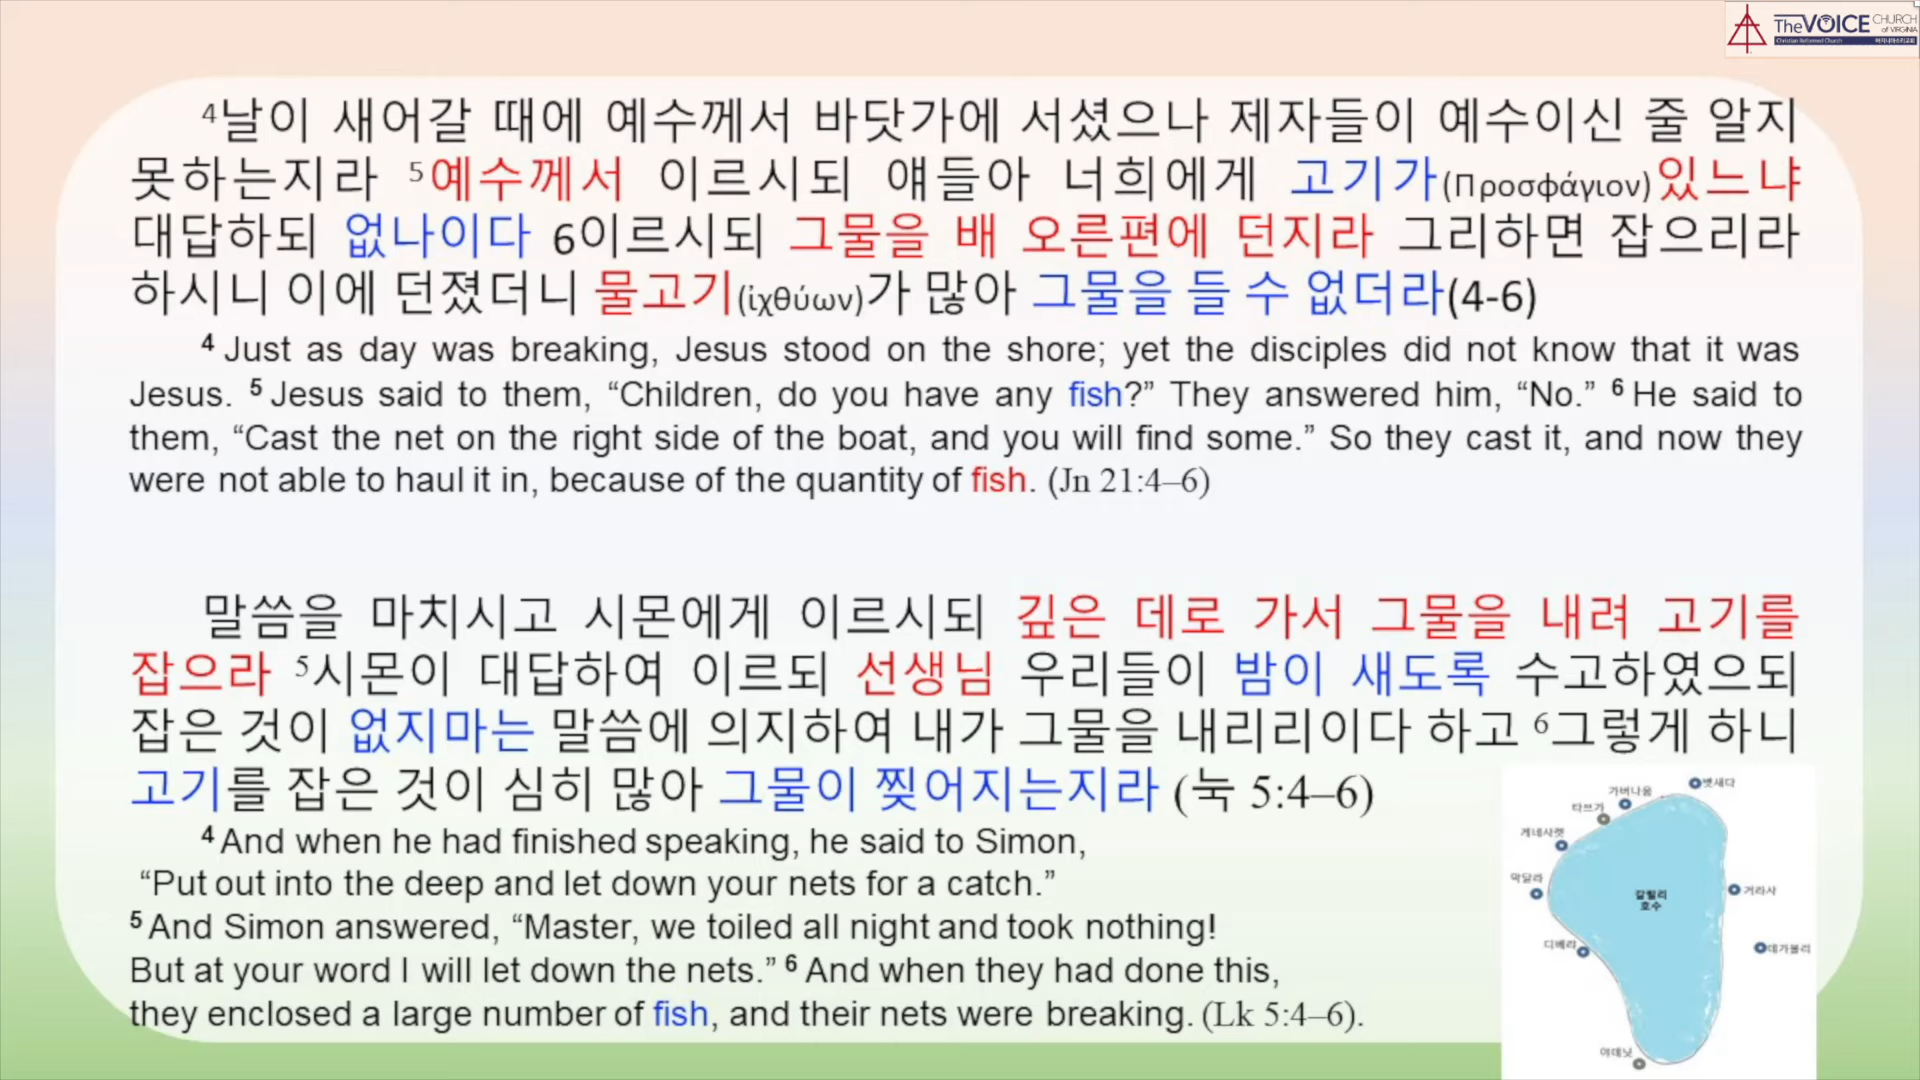 The VOICE CHURCH
of VIRGINIA
Christian Reformed Church
4날이 새어갈 때에 예수께서 바닷가에 서셨으나 제자들이 예수이신 줄 알지
못하는지라 5예수께서 이르시되 얘들아 너희에게 고기가(Προσφάγιον)있느냐
대답하되 없나이다 6이르시되 그물을 배 오른편에 던지라 그리하면 잡으리라
하시니 이에 던졌더니 물고기(ἰχθύων)가 많아 그물을 들 수 없더라(4-6)
4 Just as day was breaking, Jesus stood on the shore; yet the disciples did not know that it was
Jesus. 5 Jesus said to them, “Children, do you have any fish?” They answered him, “No.” 6 He said to
them, “Cast the net on the right side of the boat, and you will find some.” So they cast it, and now they
were not able to haul it in, because of the quantity of fish. (Jn 21:4–6)
말씀을 마치시고 시몬에게 이르시되 깊은 데로 가서 그물을 내려 고기를
잡으라 5시몬이 대답하여 이르되 선생님 우리들이 밤이 새도록 수고하였으되
잡은 것이 없지마는 말씀에 의지하여 내가 그물을 내리리이다 하고 6그렇게 하니
고기를 잡은 것이 심히 많아 그물이 찢어지는지라 (눅 5:4–6)
4 And when he had finished speaking, he said to Simon,
“Put out into the deep and let down your nets for a catch.”
5 And Simon answered, “Master, we toiled all night and took nothing!
But at your word I will let down the nets.” 6 And when they had done this,
they enclosed a large number of fish, and their nets were breaking. (Lk 5:4–6).
벳새다
가버나움
타브가
게네사렛
막달라
갈릴리
호수
거라사
디베랴
데가볼리
야데닛